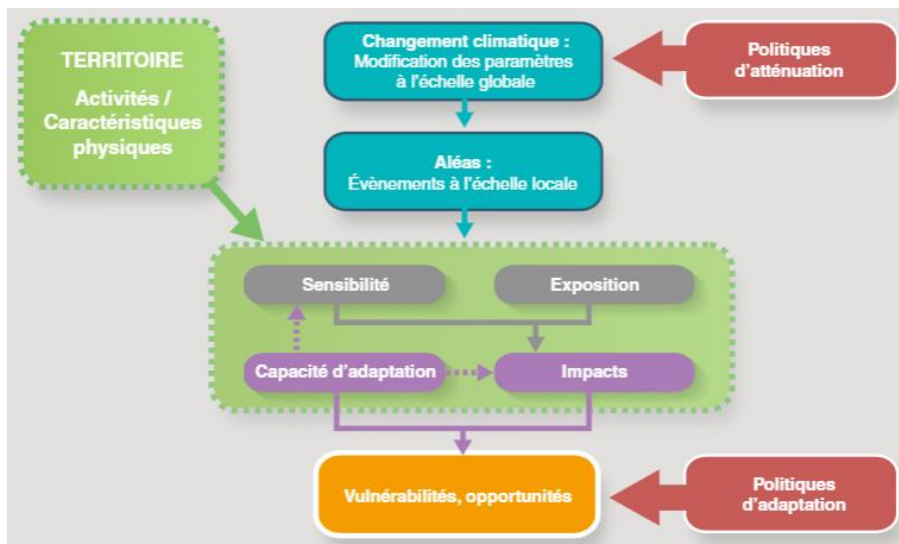 TERRITOIRE
Activités /
Caractéristiques
physiques
Changement climatique :
Modification des paramètres
à l'échelle globale
Politiques
d'atténuation
Aléas :
Évènements à l'échelle locale
Sensibilité
Exposition
Capacité d'adaptation
Impacts
Vulnérabilités, opportunités
Politiques
d'adaptation